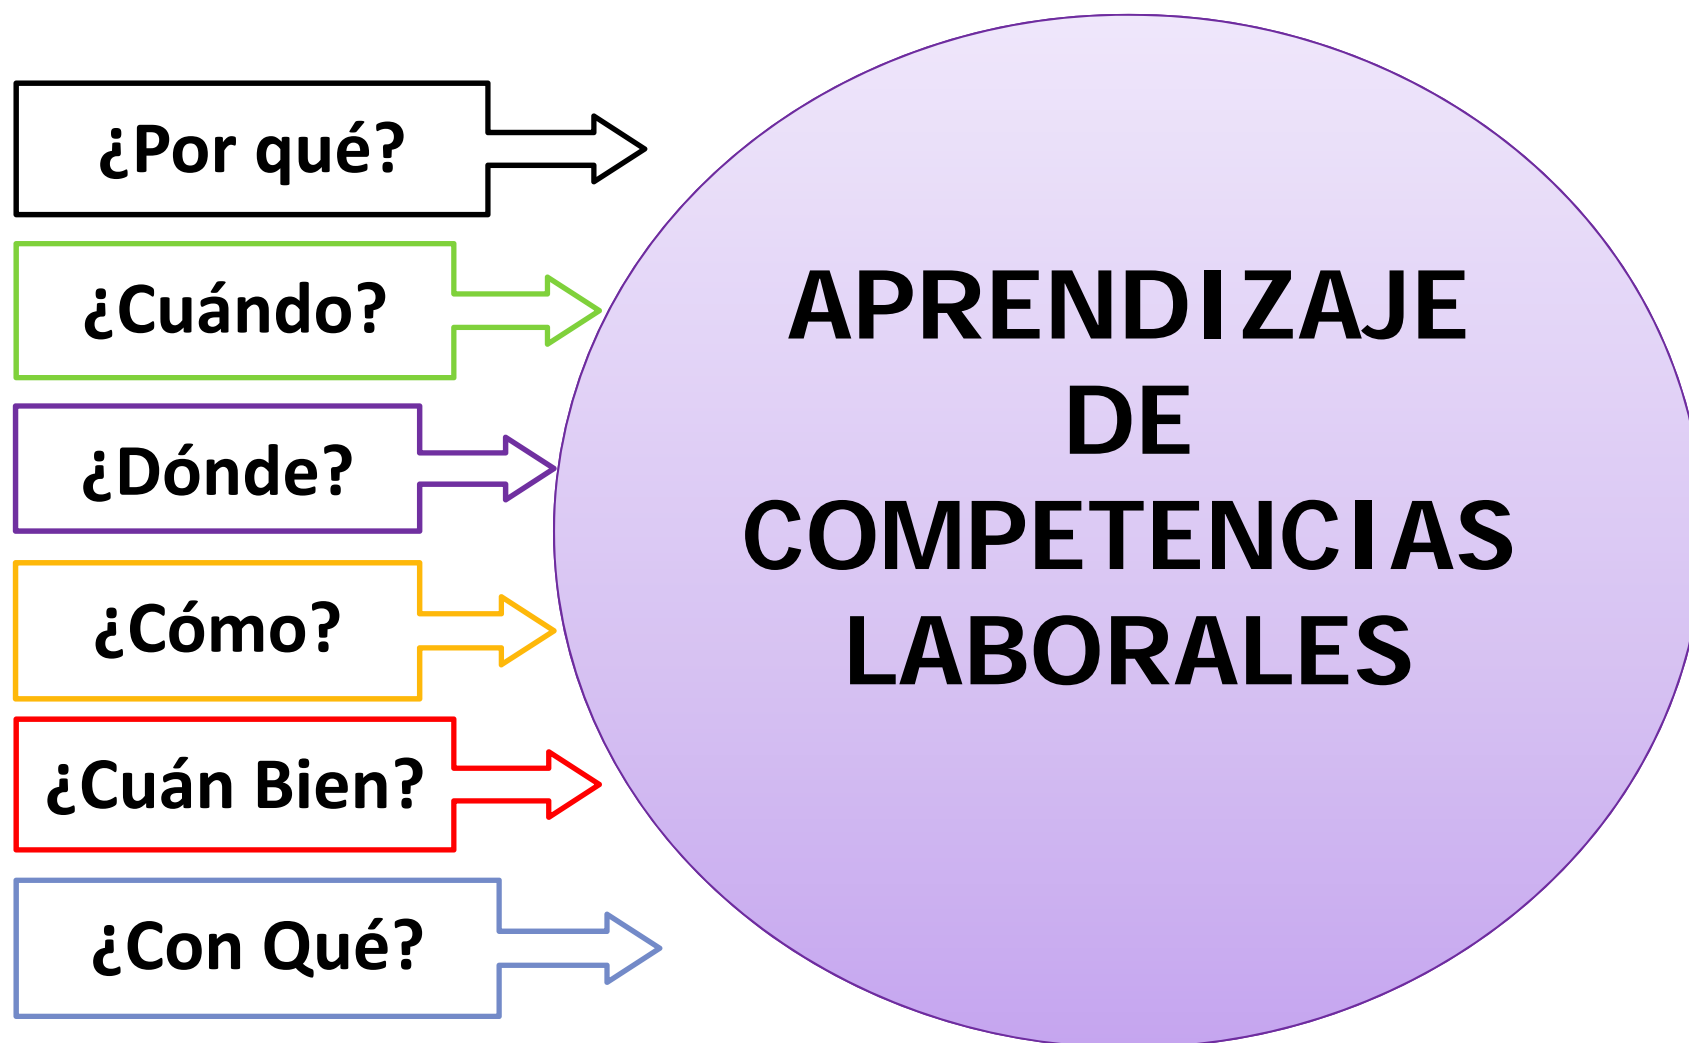 ¿Por qué?
¿Cuándo?
¿Dónde?
¿Cómo?
¿Cuán Bien?
¿Con Qué?
APRENDIZAJE
DE
COMPETENCIAS
LABORALES